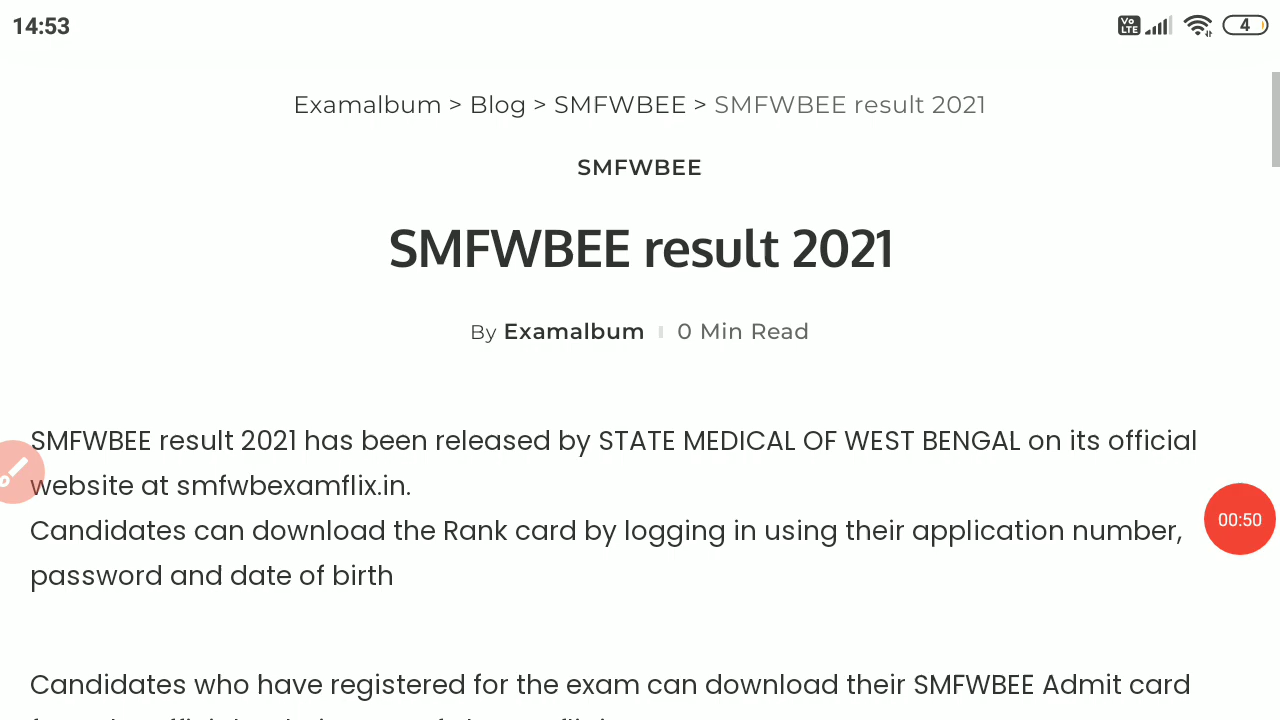 14:53
Vo LTE
4
Examalbum > Blog > SMFWBEE > SMFWBEE result 2021
SMFWBEE
SMFWBEE result 2021
By Examalbum 0 Min Read
SMFWBEE result 2021 has been released by STATE MEDICAL OF WEST BENGAL on its official
website at smfwbexamflix.in.
Candidates can download the Rank card by logging in using their application number,
00:50
password and date of birth
Candidates who have registered for the exam can download their SMFWBEE Admit card